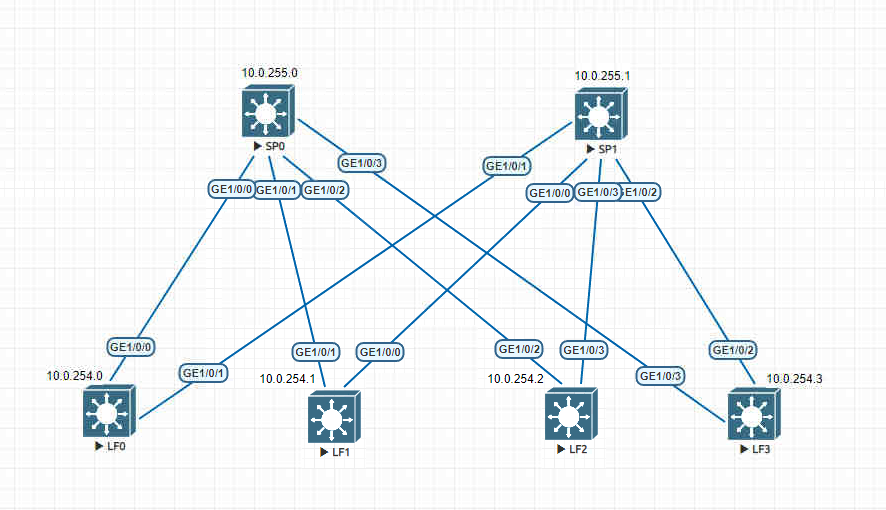 10.0.255.0
10.0.255.1
SP0
SP1
GE1/0/3
GE1/0/1
GE1/0/0
GE1/0/1
GE1/0/2
GE1/0/0
GE1/0/3
GE1/0/2
GE1/0/0
GE1/0/1
GE1/0/1
GE1/0/0
GE1/0/2
GE1/0/3
GE1/0/3
GE1/0/2
10.0.254.0
10.0.254.1
10.0.254.2
10.0.254.3
LF0
LF1
LF2
LF3